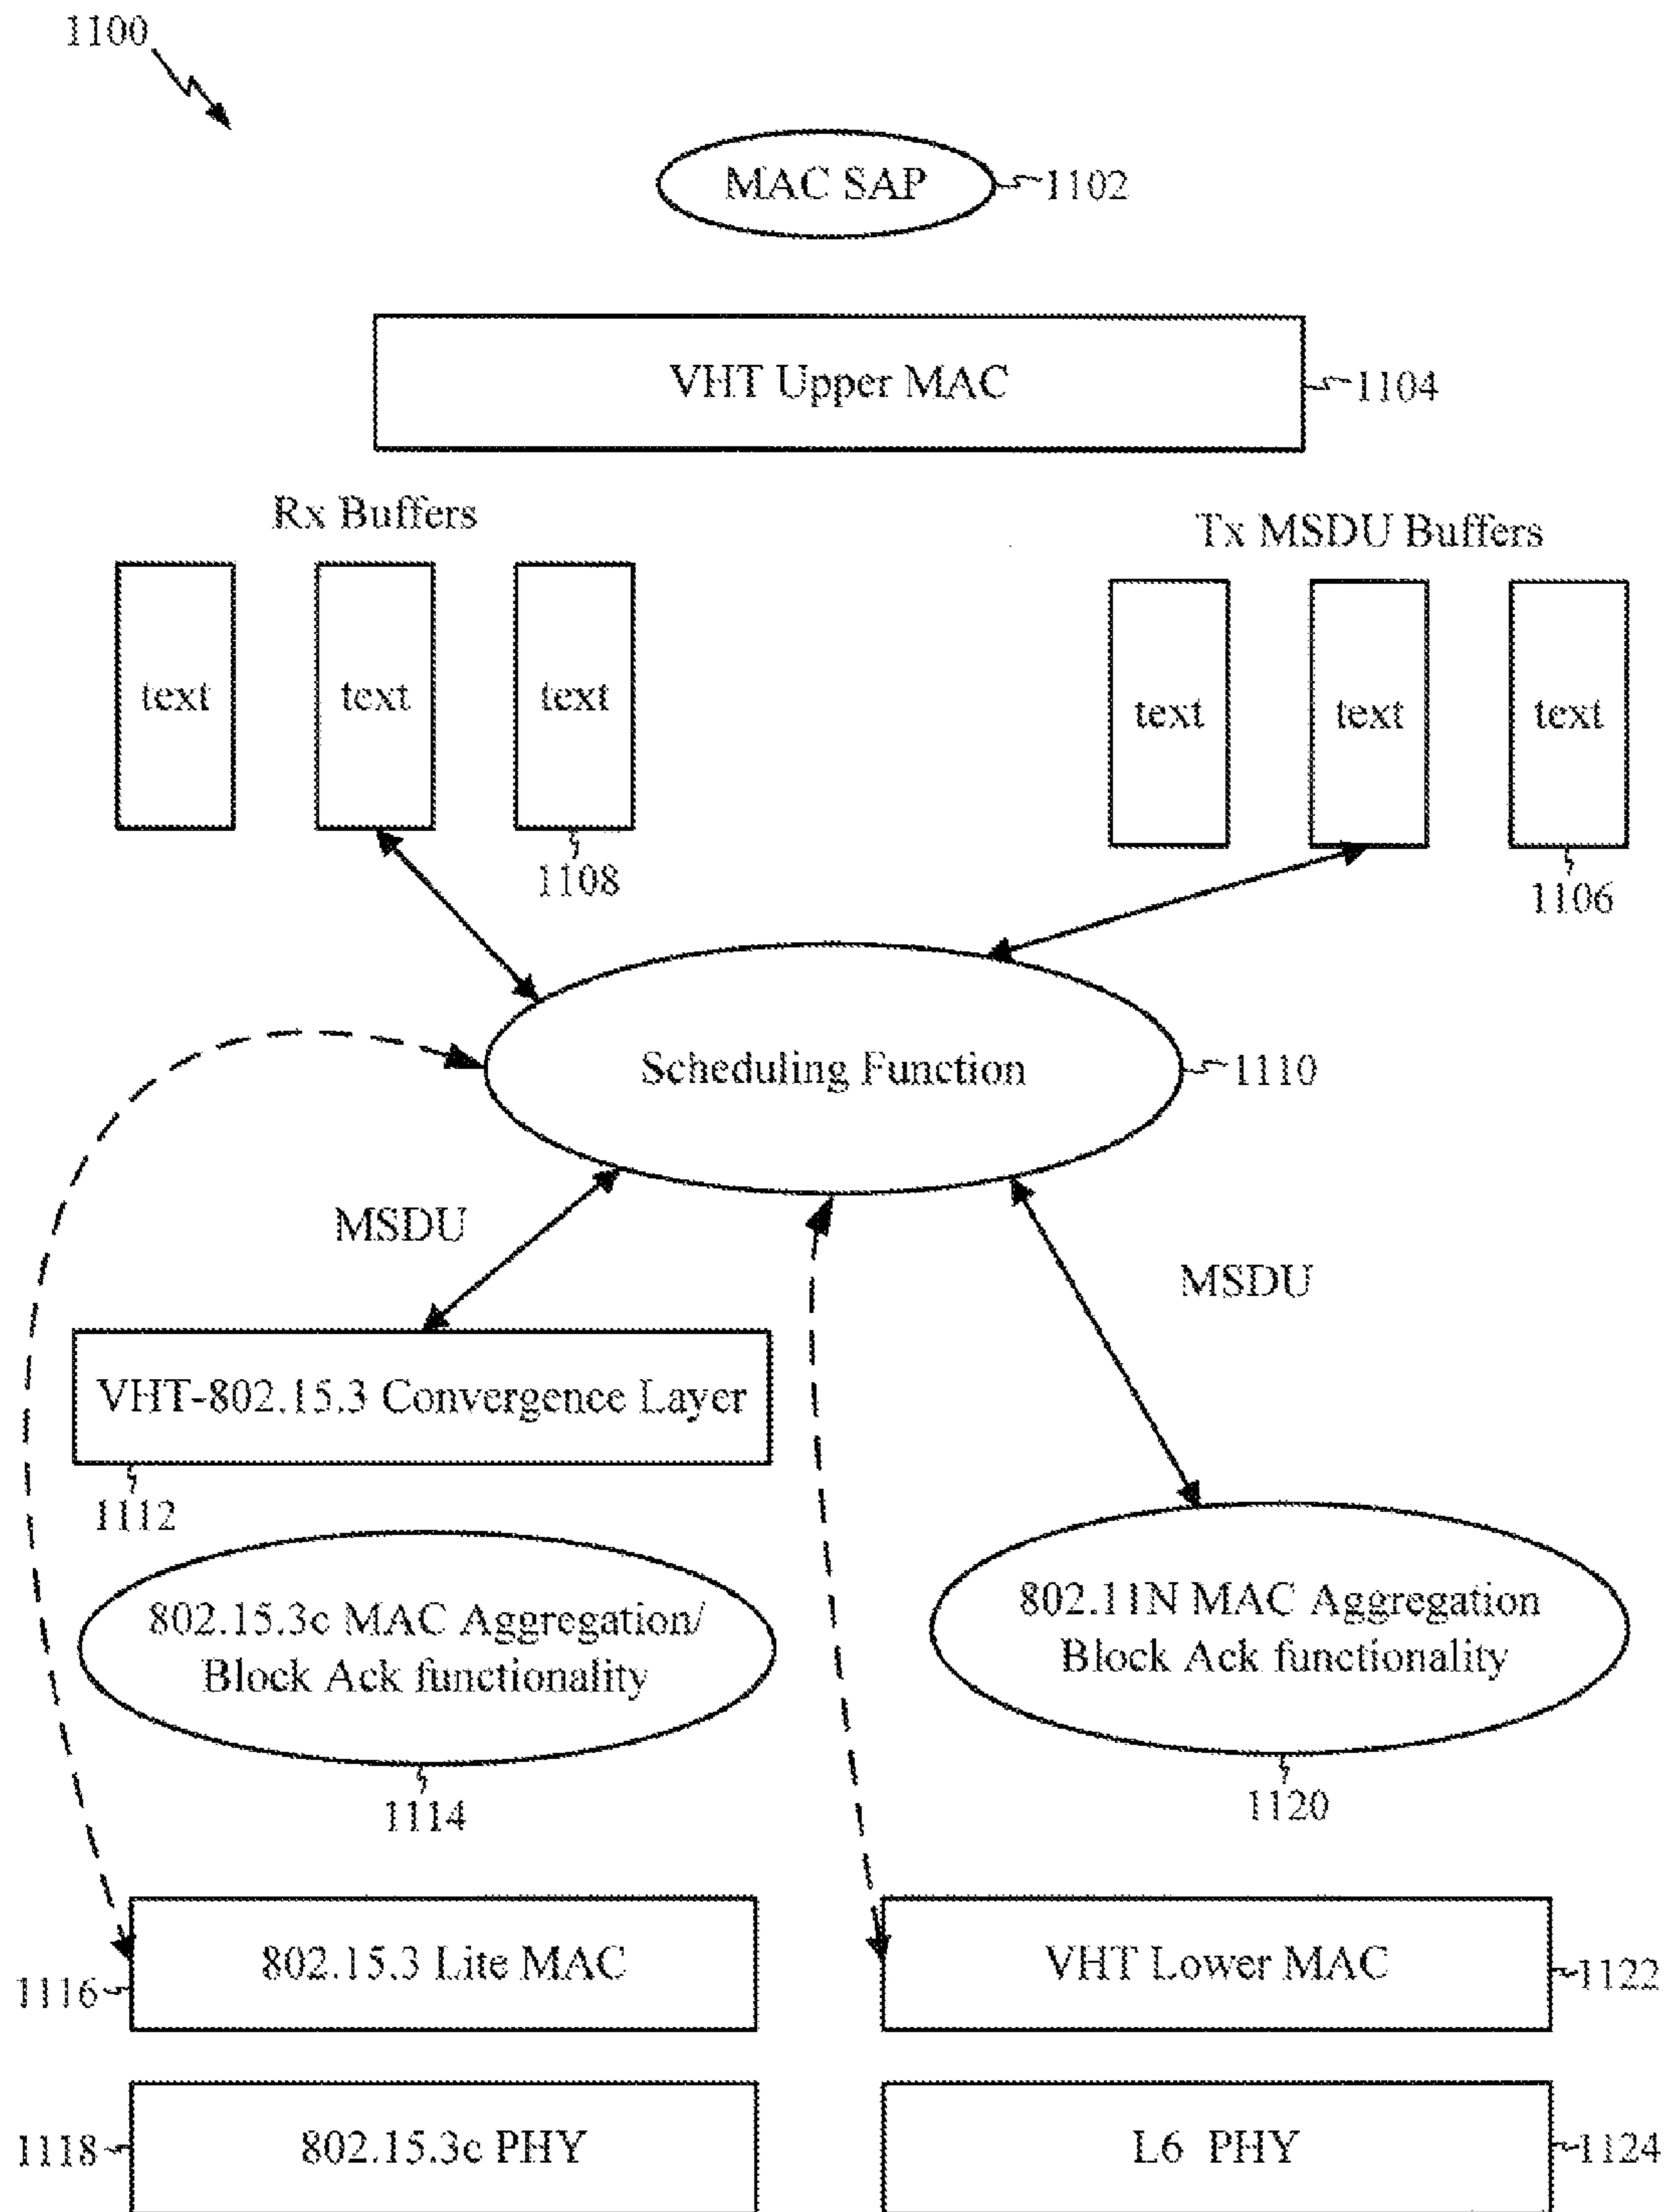 1100
MAC SAP
1102
VHT Upper MAC
1104
Rx Buffers
Tx MSDU Buffers
text
text
text
text
text
text
1108
1106
Scheduling Function
1110
MSDU
MSDU
VHT-802.15.3 Convergence Layer
1112
802.15.3c MAC Aggregation/
Block Ack functionality
1114
802.11N MAC Aggregation
Block Ack functionality
1120
802.15.3 Lite MAC
1116
VHT Lower MAC
1122
802.15.3c PHY
1118
L6 PHY
1124